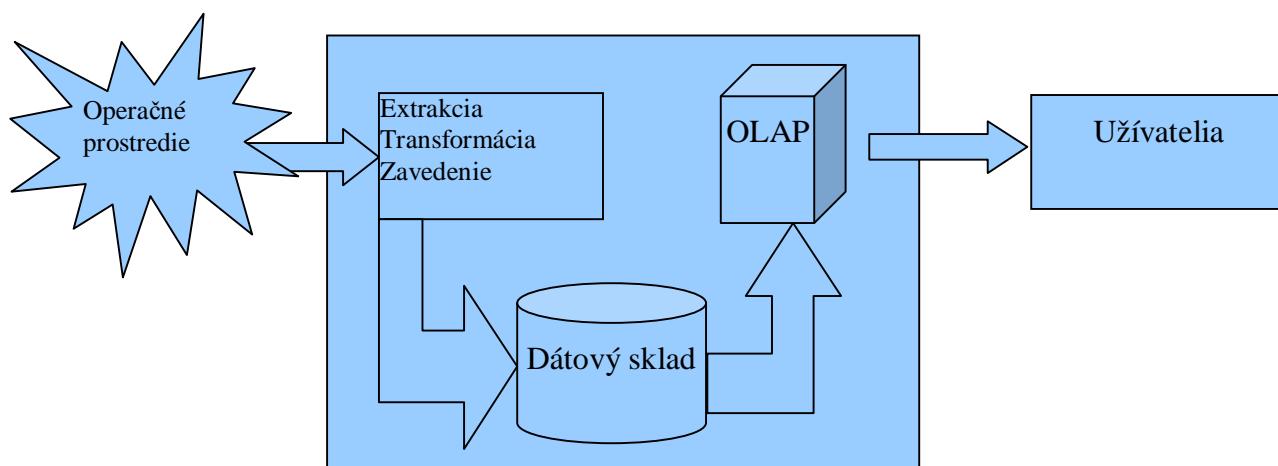 Operačné
prostredie
Extrakcia
Transformácia
Zavedenie
OLAP
Dátový sklad
Užívatelia